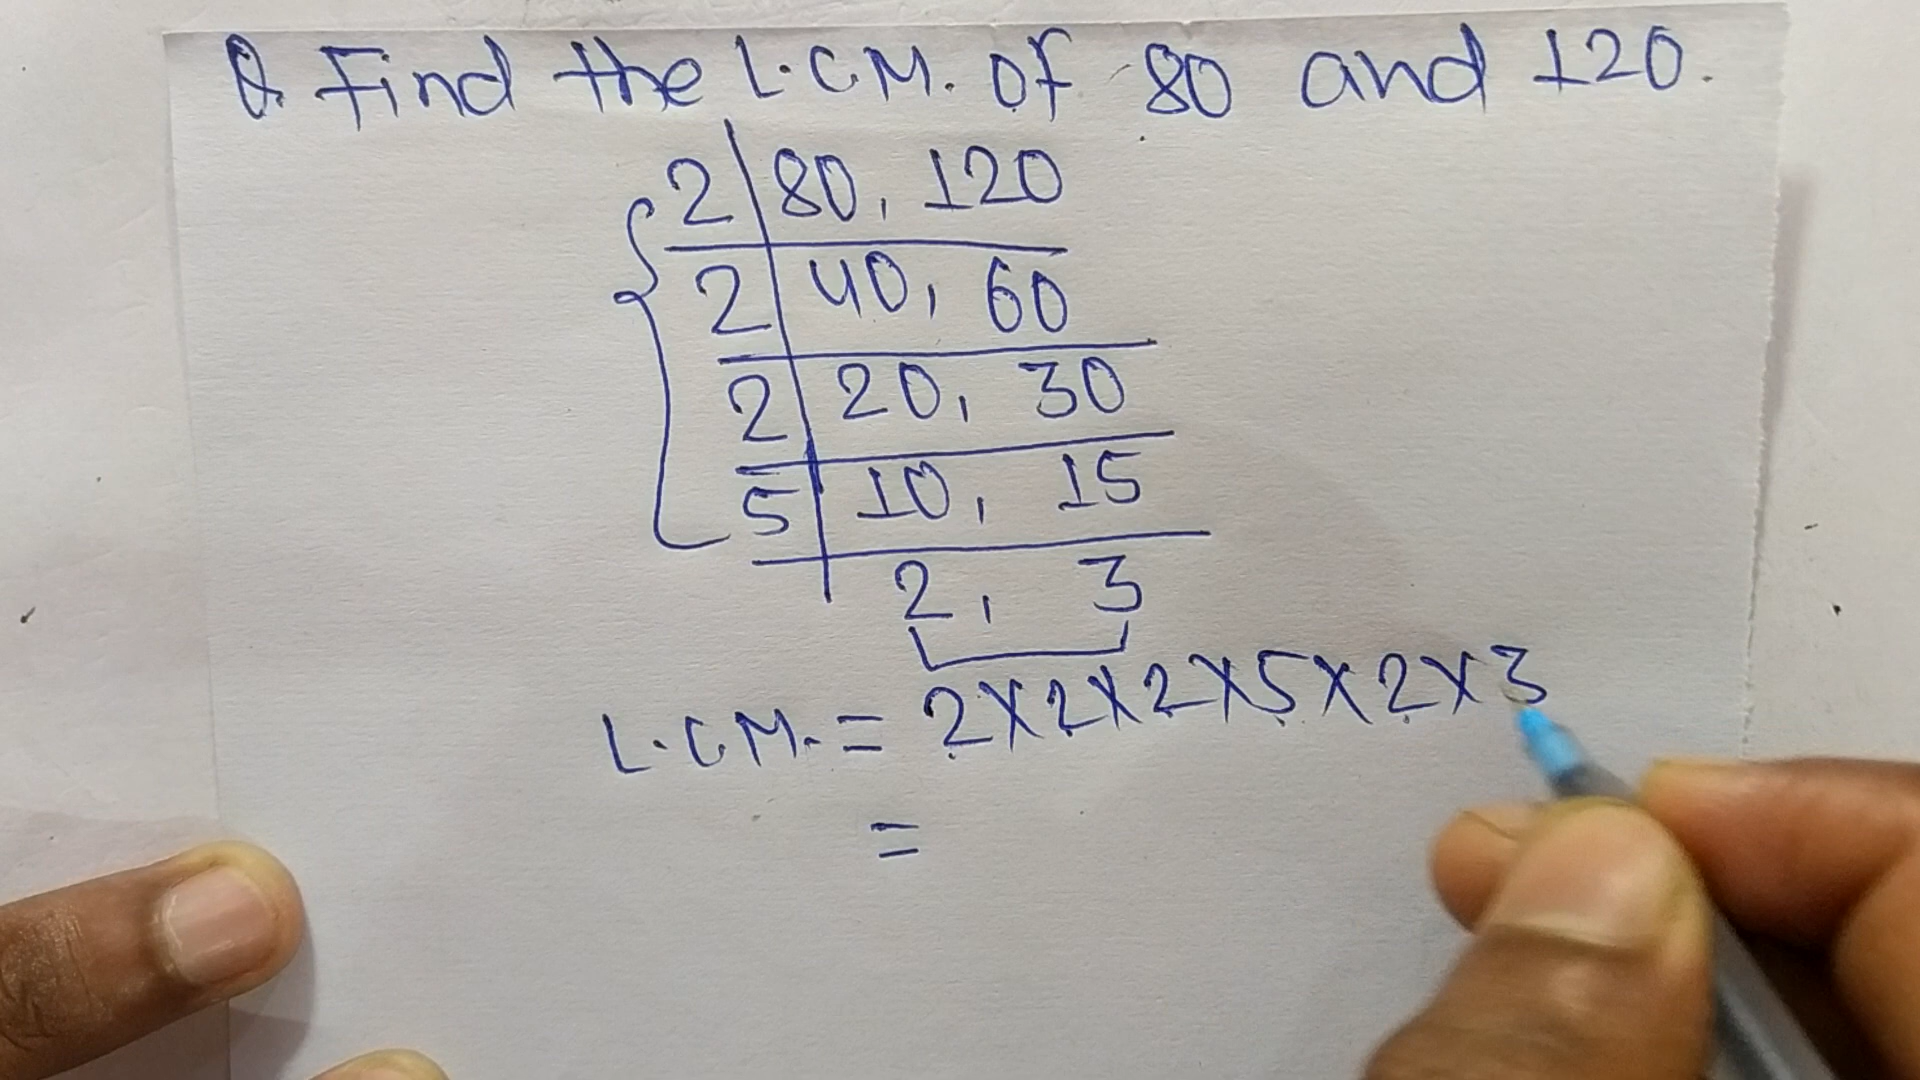 Q. Find the L.C.M. of 80 and 120.
2 80, 120
2 40, 60
2 20, 30
5 10, 15
2, 3
L.C.M. = 2×2×2×5×2×3
=